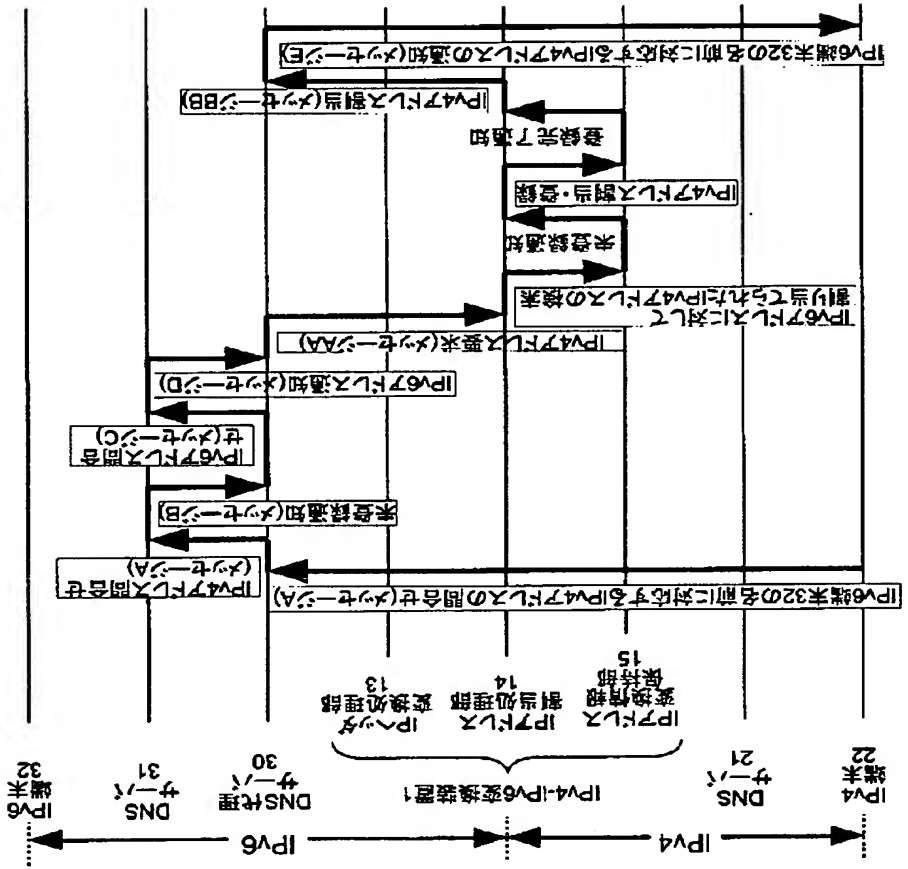 IPv4
IPv6
IPv4
端末
22
DNS
サーバ
21
IPv4-IPv6変換装置1
DNS代理
サーバ
30
DNS
サーバ
31
IPv6
端末
32
IPアドレス
変換情報
保持部
15
IPアドレス
割当処理部
14
IPヘッダ
変換処理部
13
IPv6端末32の名前に対応するIPv4アドレスの問合せ(メッセージA)
IPv4アドレス問合せ
(メッセージA)
未登録通知(メッセージB)
IPv6アドレス問合
せ(メッセージC)
IPv6アドレス通知(メッセージD)
IPv4アドレス要求(メッセージAA)
IPv6アドレスに対して
割り当てられたIPv4アドレスの検索
未登録通知
IPv4アドレス割当・登録
登録完了通知
IPv4アドレス割当(メッセージBB)
IPv6端末32の名前に対応するIPv4アドレスの通知(メッセージE)